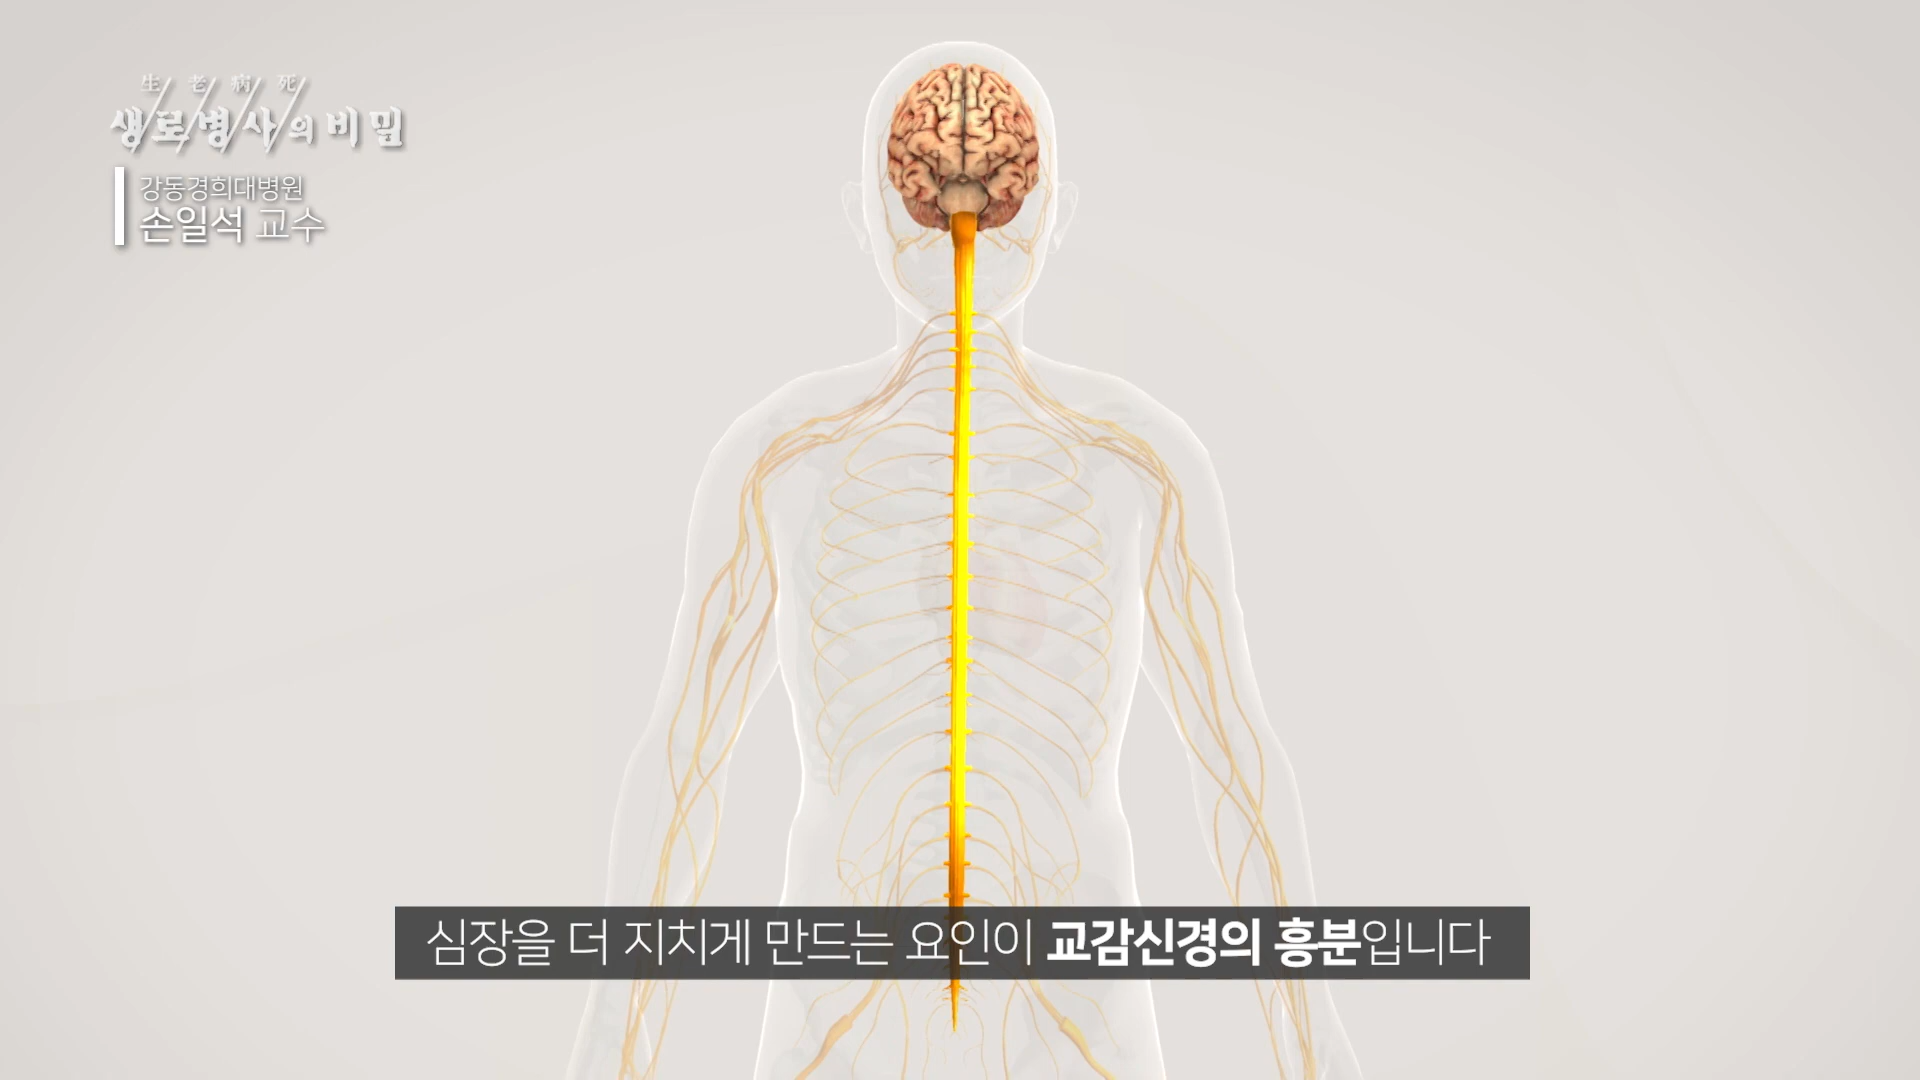 生 老 病 死
생로병사의 비밀
강동경희대병원
손일석 교수
심장을 더 지치게 만드는 요인이 교감신경의 흥분입니다